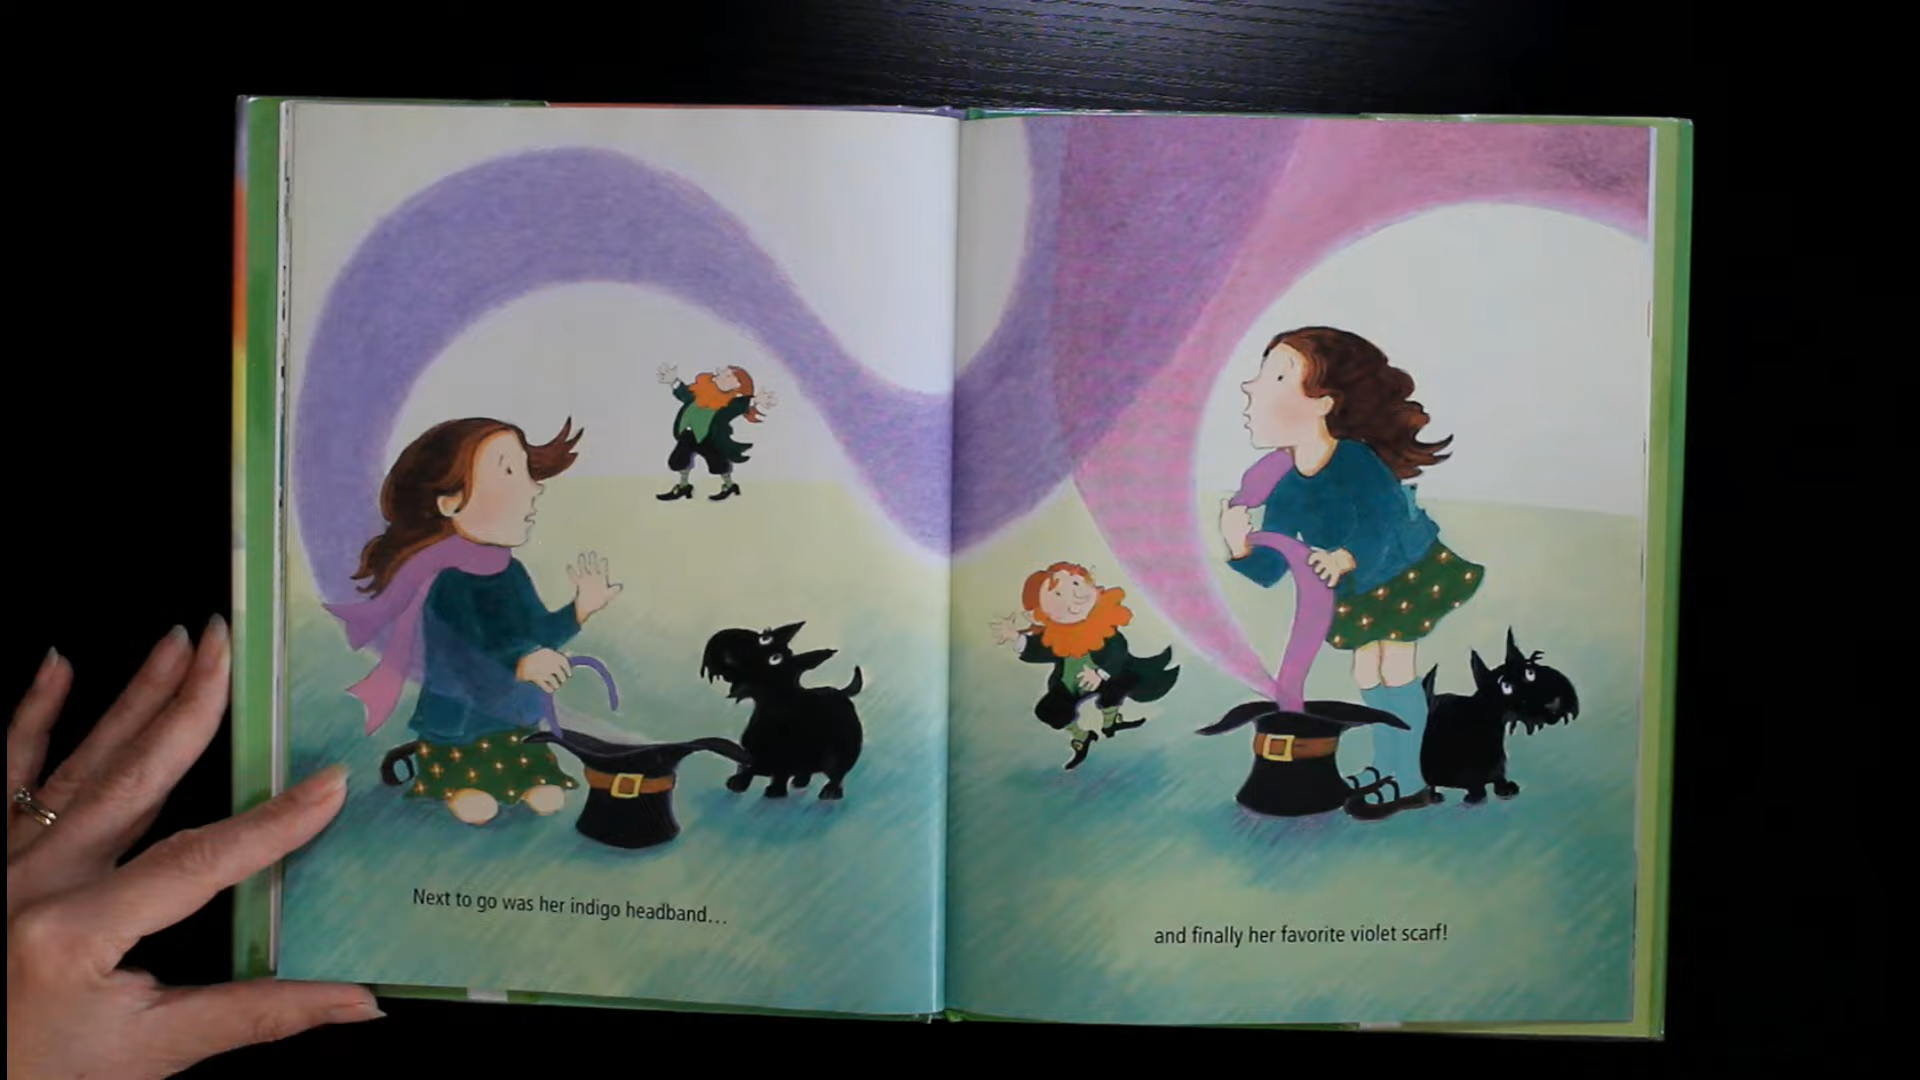 Next to go was her indigo headband...
and finally her favorite violet scarf!